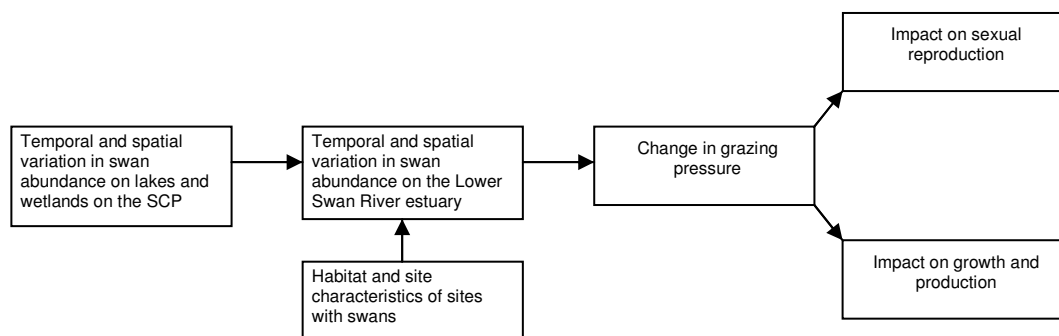 Temporal and spatial
variation in swan
abundance on lakes and
wetlands on the SCP
Temporal and spatial
variation in swan
abundance on the Lower
Swan River estuary
Habitat and site
characteristics of sites
with swans
Change in grazing
pressure
Impact on sexual
reproduction
Impact on growth and
production